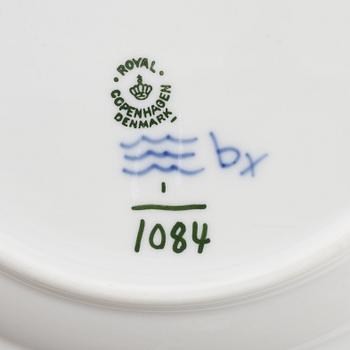 ROYAL
COPENHAGEN
DENMARK
bx
1
1084